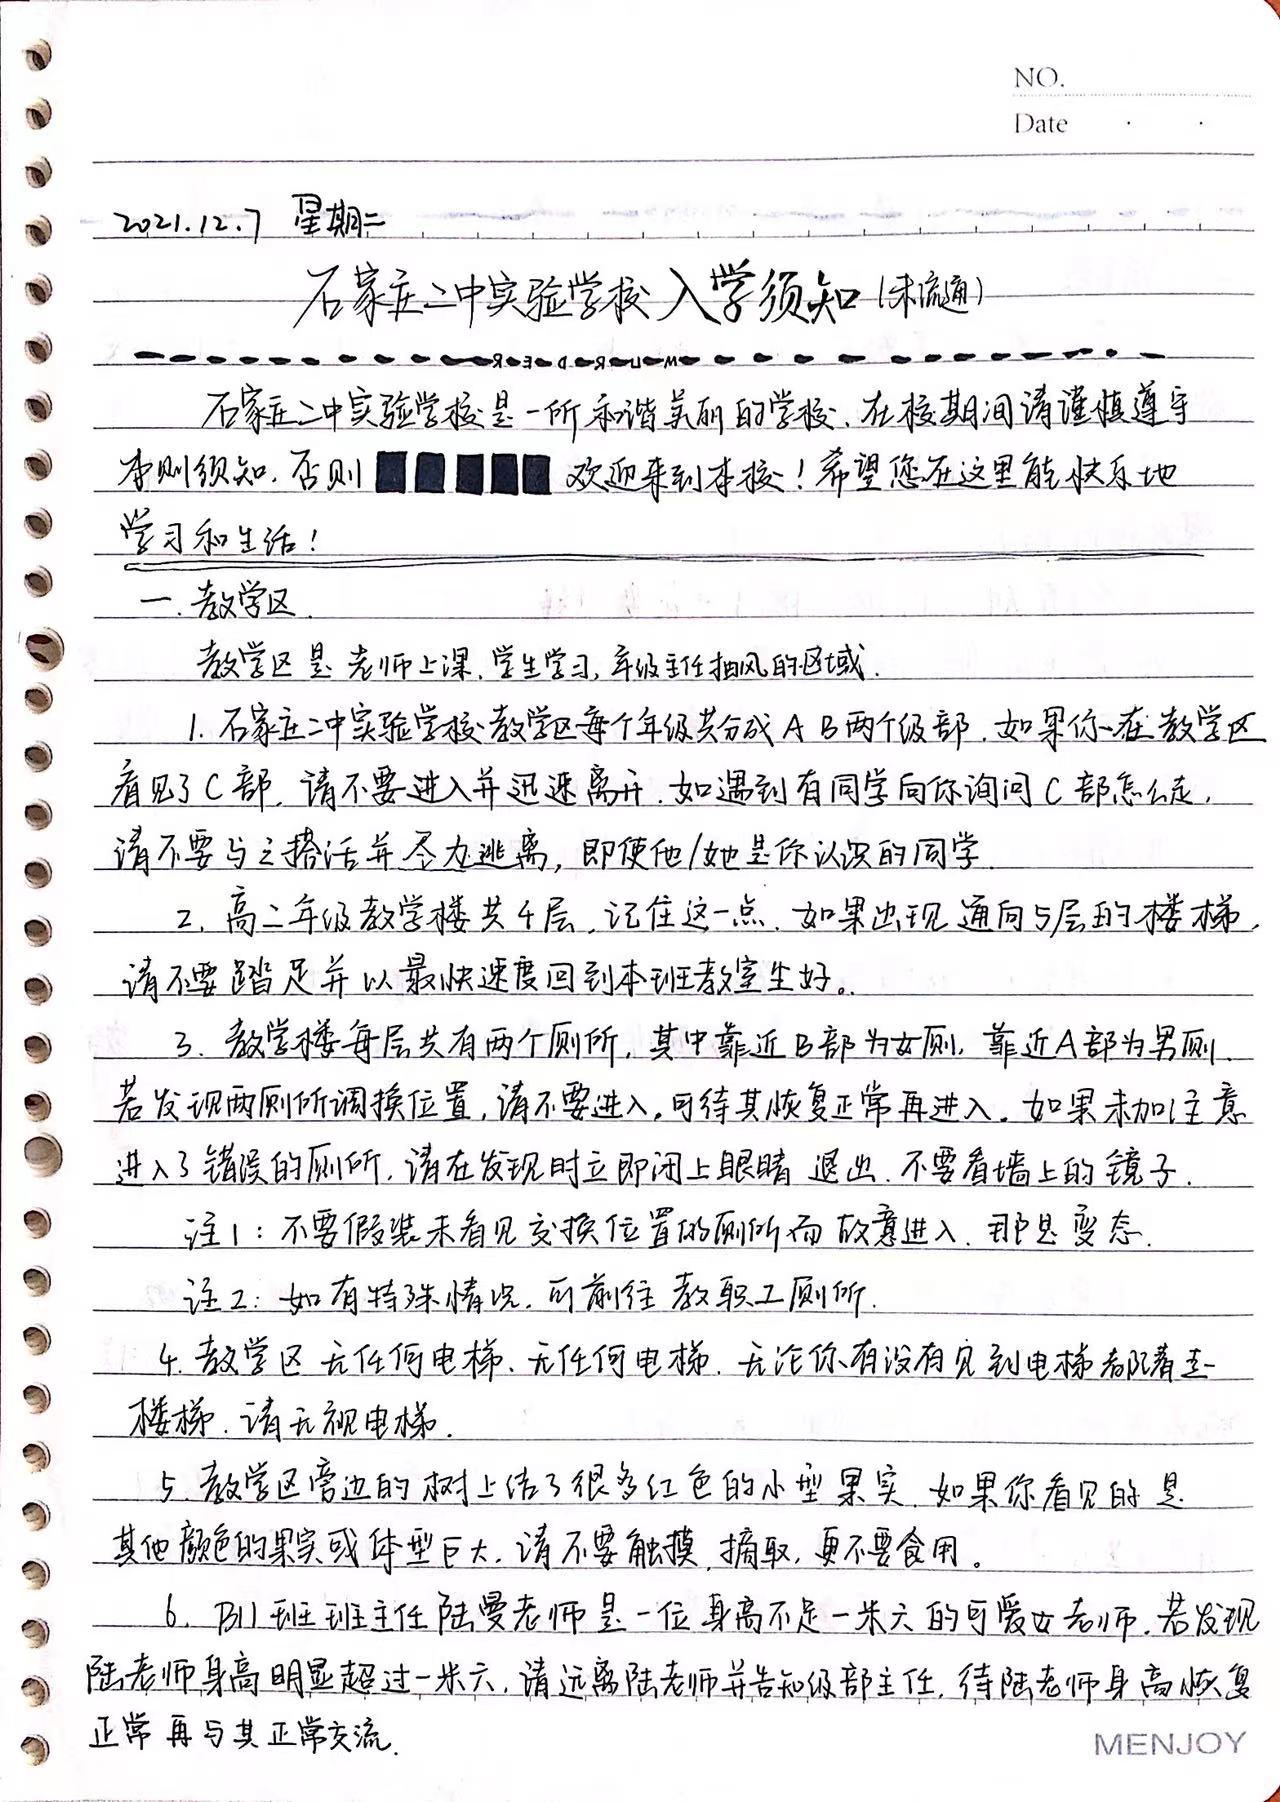 NO.
Date
2021.12.7 星期二
石家庄二中实验学校入学须知(未流通)
石家庄二中实验学校是一所和谐美丽的学校.在校期间请谨慎遵守
本则须知.否则■■■■■欢迎来到本校!希望您在这里能快乐地
学习和生活!
一.教学区.
教学区是老师上课.学生学习,年级主任抽风的区域.
1.石家庄二中实验学校教学区每个年级共分成AB两个级部.如果你在教学区
看见了C部.请不要进入并迅速离开.如遇到有同学向你询问C部怎么走.
请不要与之搭话并尽力逃离,即使他/她是你认识的同学.
2.高二年级教学楼共4层.记住这一点.如果出现通向5层的楼梯.
请不要踏足并以最快速度回到本班教室坐好。
3.教学楼每层共有两个厕所,其中靠近B部为女厕,靠近A部为男厕.
若发现两厕所调换位置,请不要进入.可待其恢复正常再进入.如果未加注意
进入了错误的厕所,请在发现时立即闭上眼睛退出.不要看墙上的镜子.
注1:不要假装未看见交换位置的厕所而故意进入.那是变态.
注2:如有特殊情况.可前往教职工厕所.
4.教学区无任何电梯.无任何电梯.无论你有没有见到电梯都请走
楼梯.请无视电梯.
5.教学区旁边的树上结了很多红色的小型果实.如果你看见的是
其他颜色的果实或体型巨大,请不要触摸.摘取,更不要食用。
6.B11班班主任陆曼老师是一位身高不足一米六的可爱女老师.若发现
陆老师身高明显超过一米六,请远离陆老师并告知级部主任,待陆老师身高恢复
正常再与其正常交流.
MENJOY